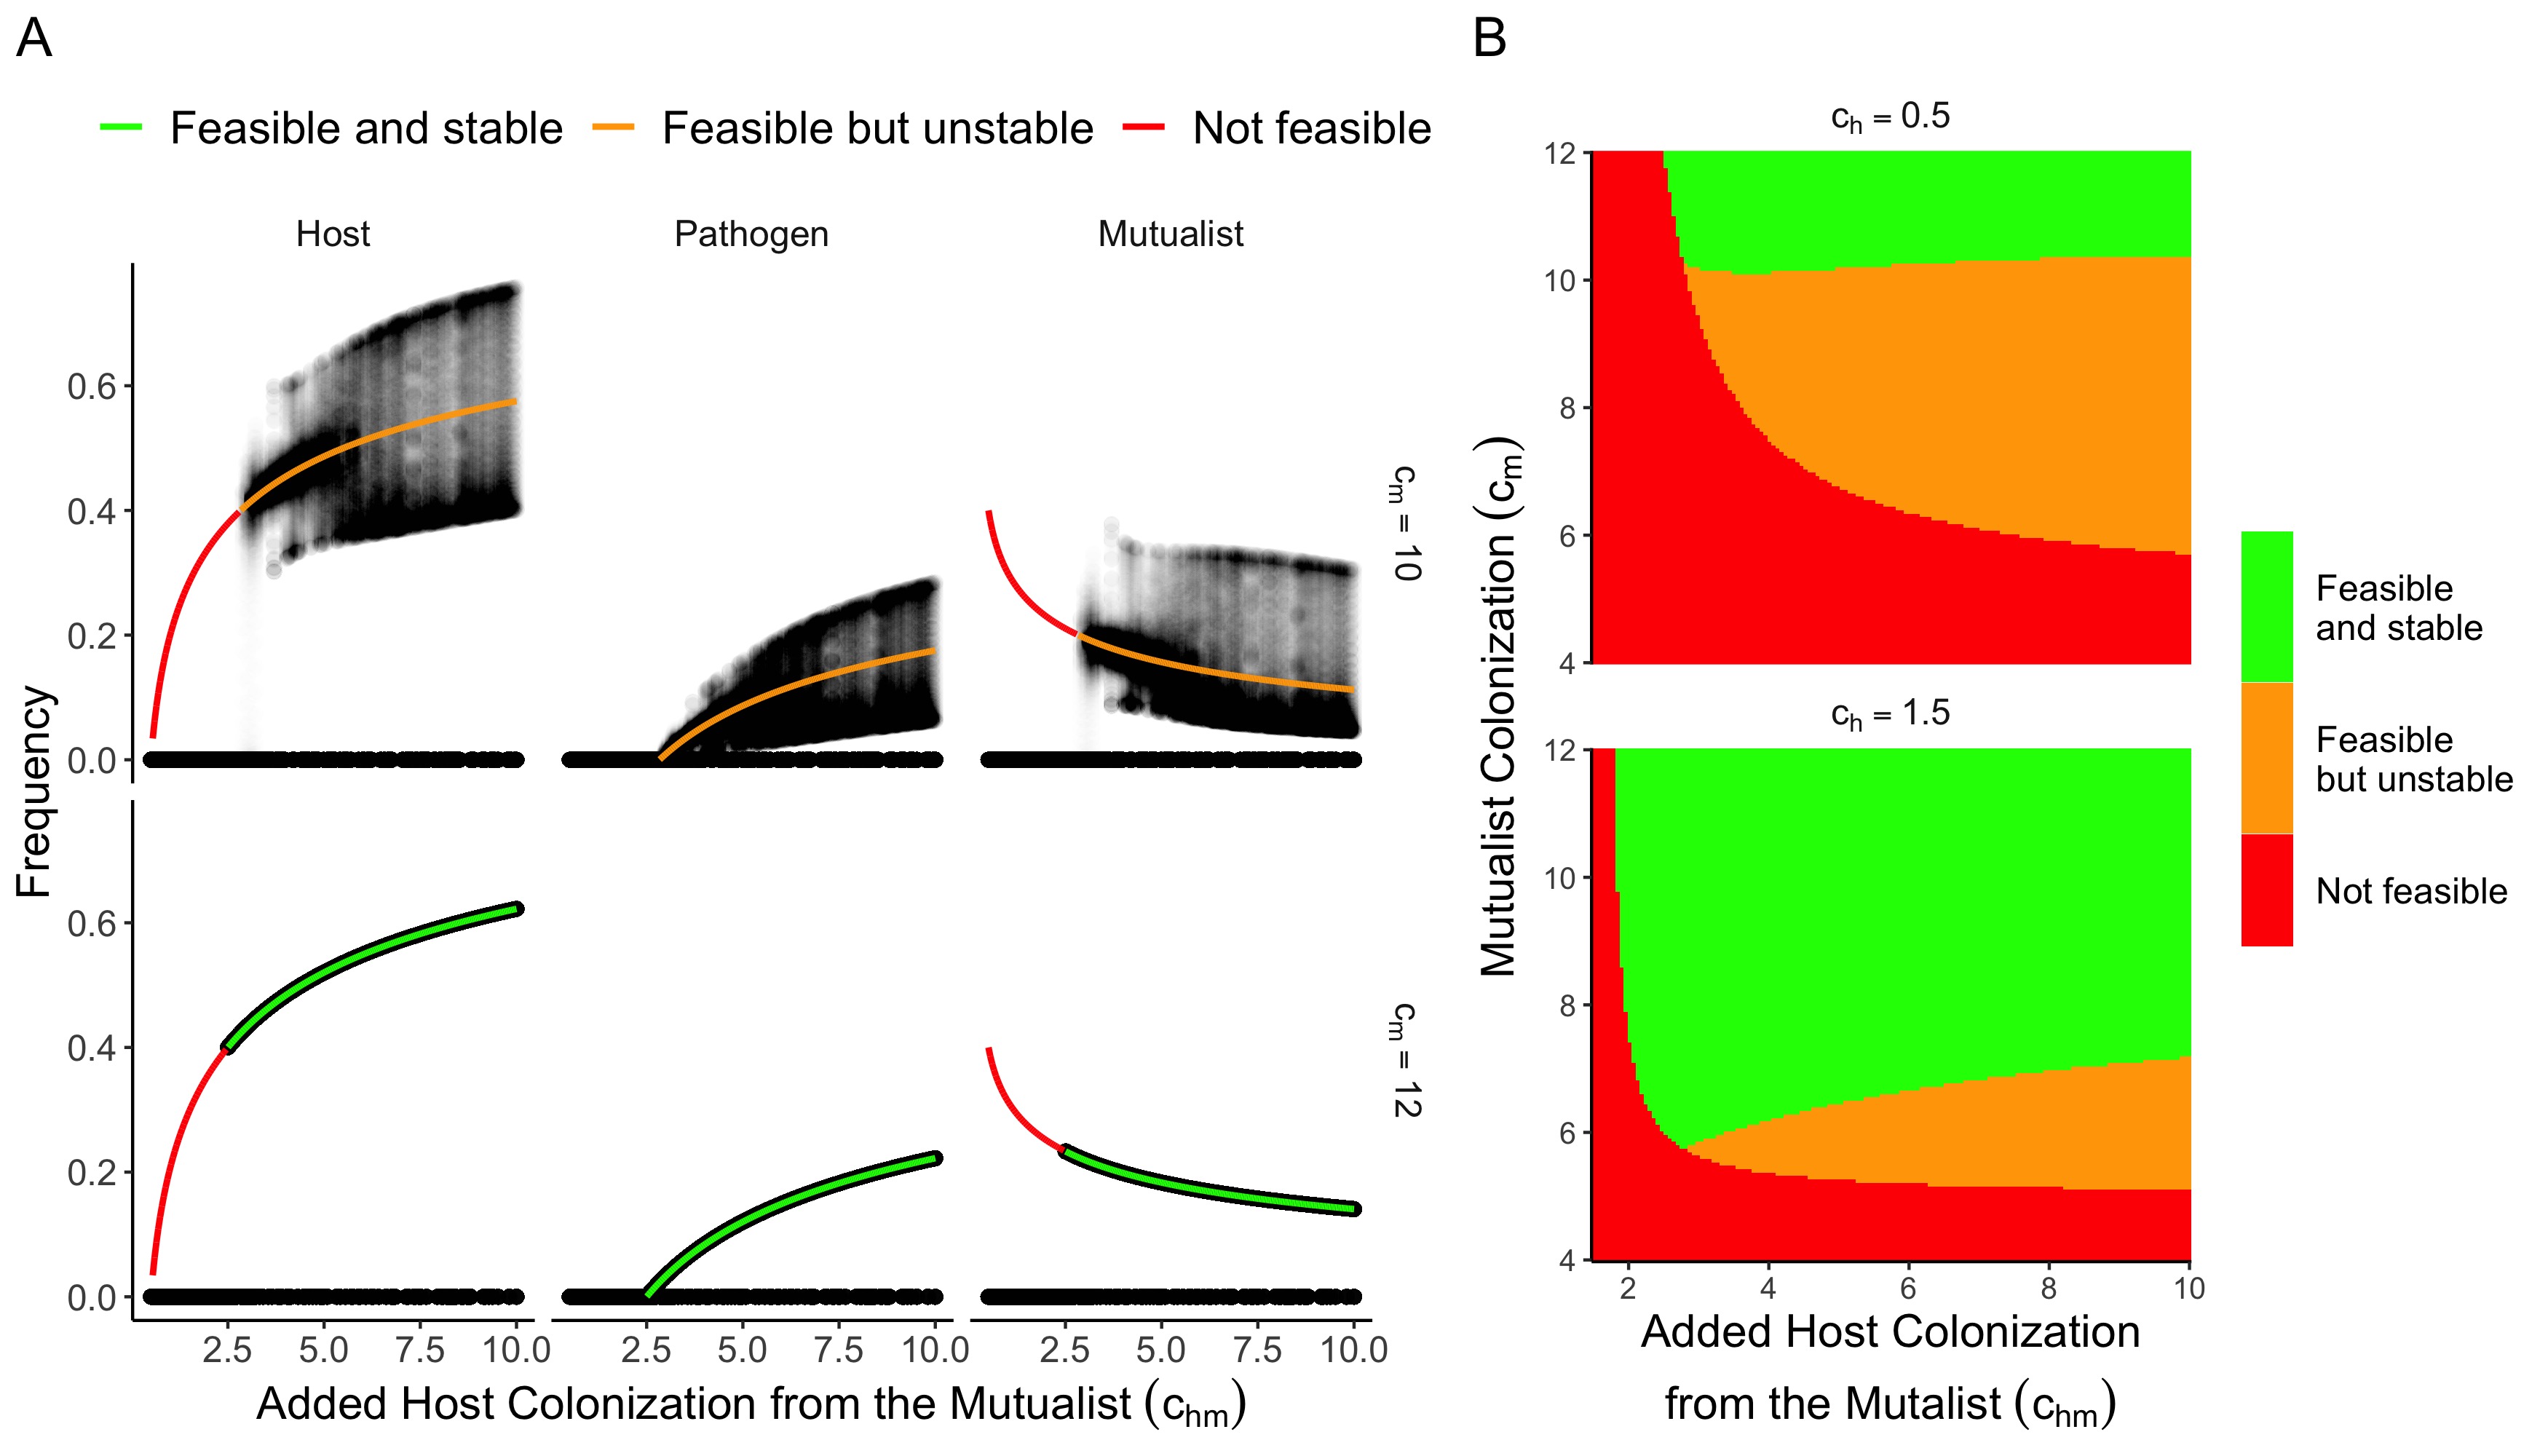 A
Feasible and stable Feasible but unstable Not feasible
Host Pathogen Mutualist
Frequency
0.6
0.4
0.2
0.0
cm = 10
0.6
0.4
0.2
0.0
cm = 12
2.5 5.0 7.5 10.0 2.5 5.0 7.5 10.0 2.5 5.0 7.5 10.0
Added Host Colonization from the Mutualist (chm)
B
ch = 0.5
Mutualist Colonization (cm)
12
10
8
6
4
ch = 1.5
12
10
8
6
4
2 4 6 8 10
Added Host Colonization
from the Mutalist (chm)
Feasible
and stable
Feasible
but unstable
Not feasible